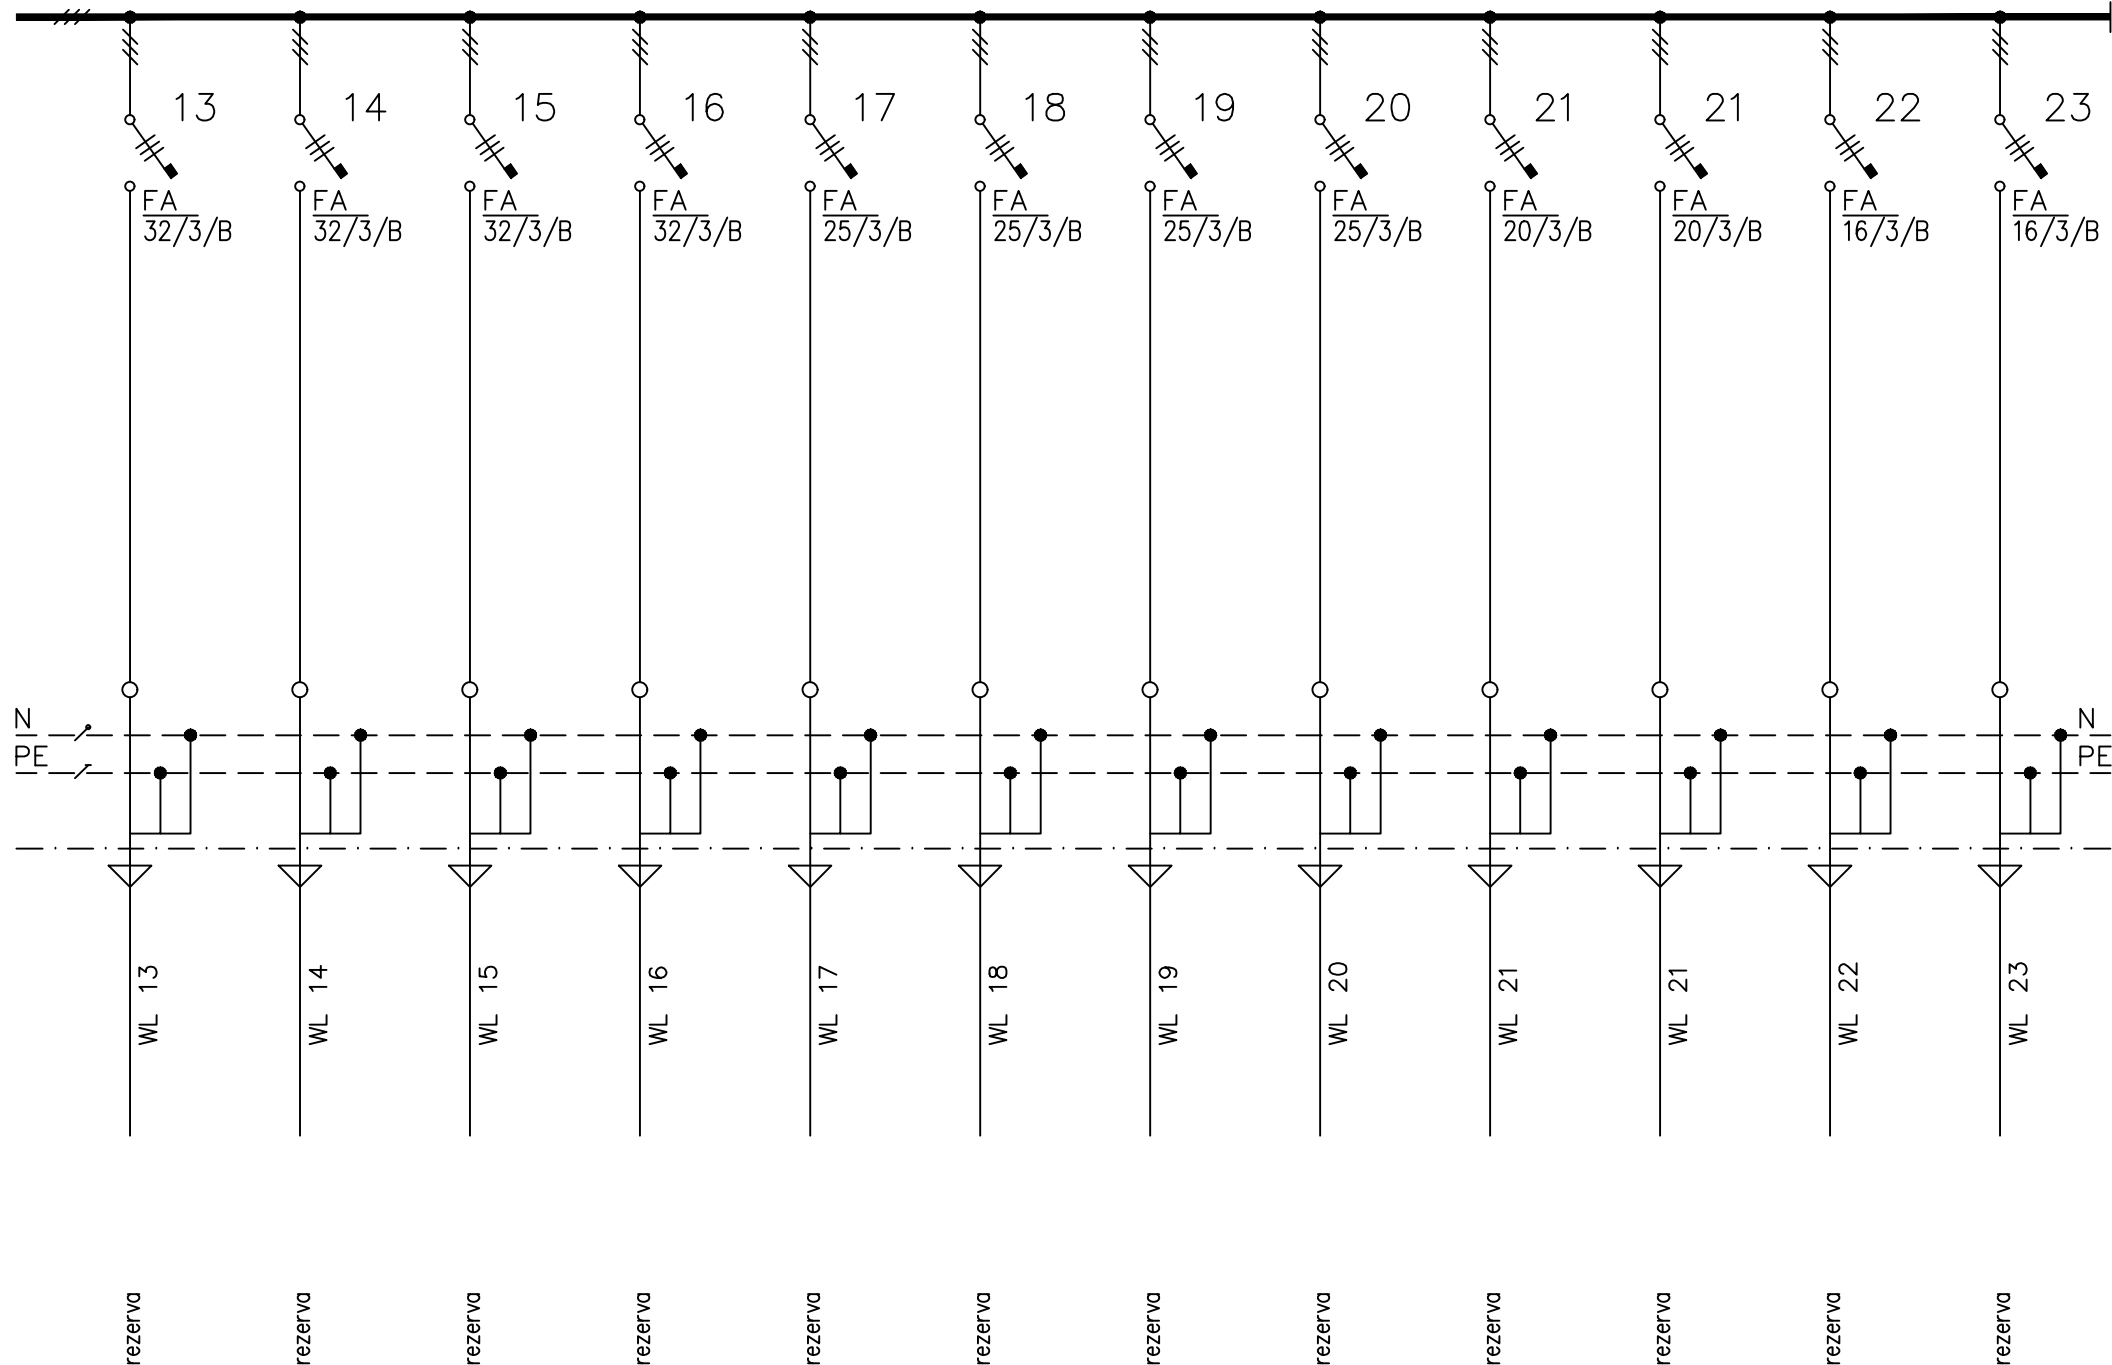 13 14 15 16 17 18 19 20 21 21 22 23
FA FA FA FA FA FA FA FA FA FA FA FA
32/3/B 32/3/B 32/3/B 32/3/B 25/3/B 25/3/B 25/3/B 25/3/B 20/3/B 20/3/B 16/3/B 16/3/B
N N
PE PE
WL 13
WL 14
WL 15
WL 16
WL 17
WL 18
WL 19
WL 20
WL 21
WL 21
WL 22
WL 23
rezerva
rezerva
rezerva
rezerva
rezerva
rezerva
rezerva
rezerva
rezerva
rezerva
rezerva
rezerva